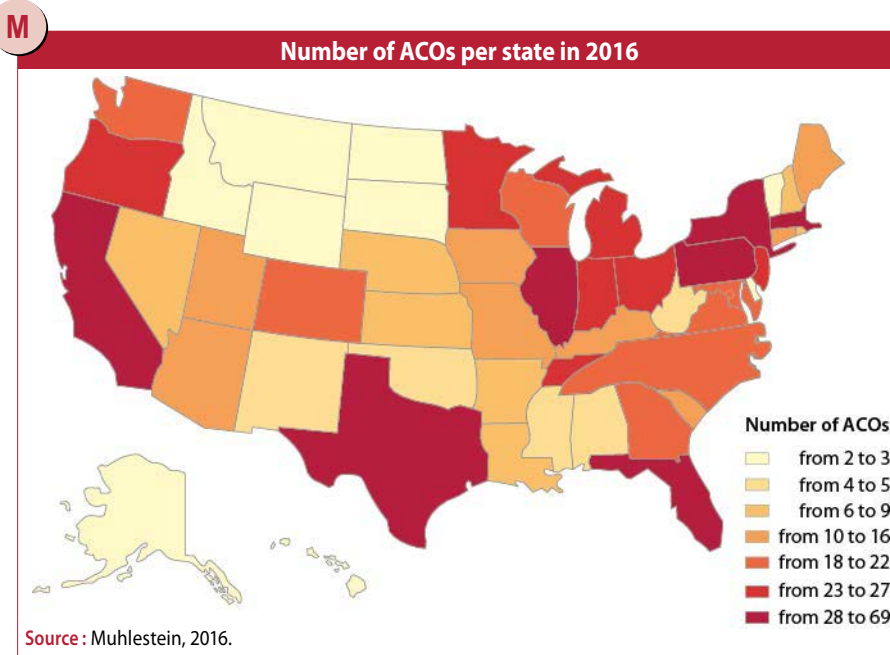 M
Number of ACOs per state in 2016
Number of ACOs
from 2 to 3
from 4 to 5
from 6 to 9
from 10 to 16
from 18 to 22
from 23 to 27
from 28 to 69
Source : Muhlestein, 2016.